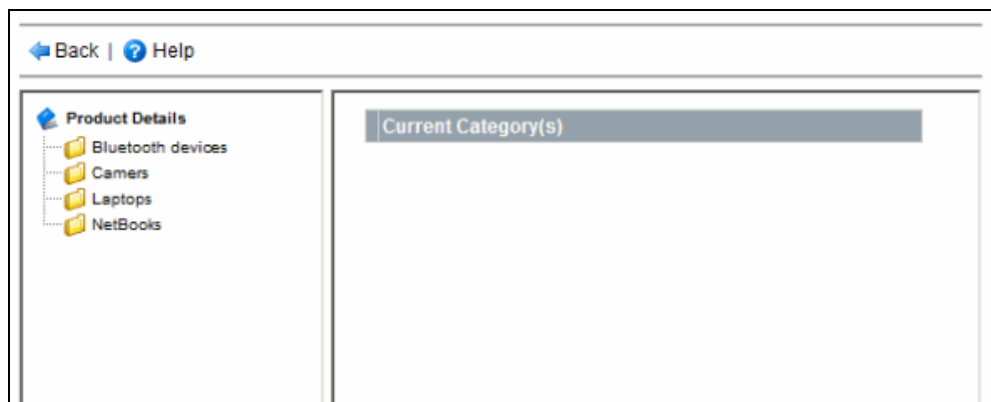 Back | Help
Product Details
Bluetooth devices
Camers
Laptops
NetBooks
Current Category(s)